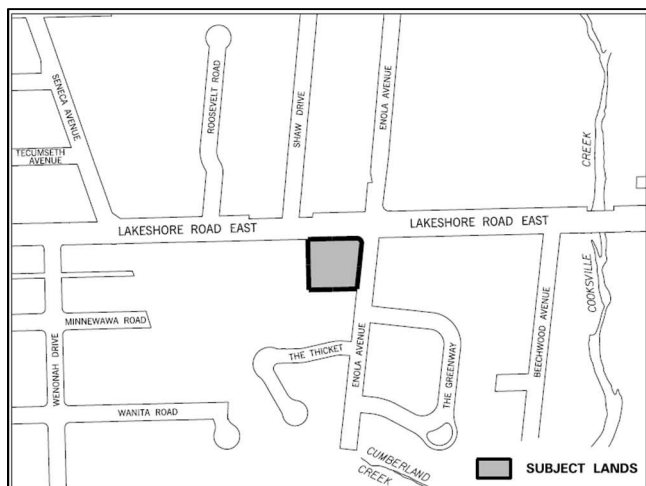 SENECA AVENUE
TECUMSETH
AVENUE
ROOSEVELT ROAD
SHAW DRIVE
ENOLA AVENUE
CREEK
LAKESHORE ROAD EAST
LAKESHORE ROAD EAST
WENONAH DRIVE
MINNEWAWA ROAD
WANITA ROAD
THE THICKET
ENOLA AVENUE
THE GREENWAY
BEECHWOOD AVENUE
COOKSVILLE
CUMBERLAND
CREEK
SUBJECT LANDS